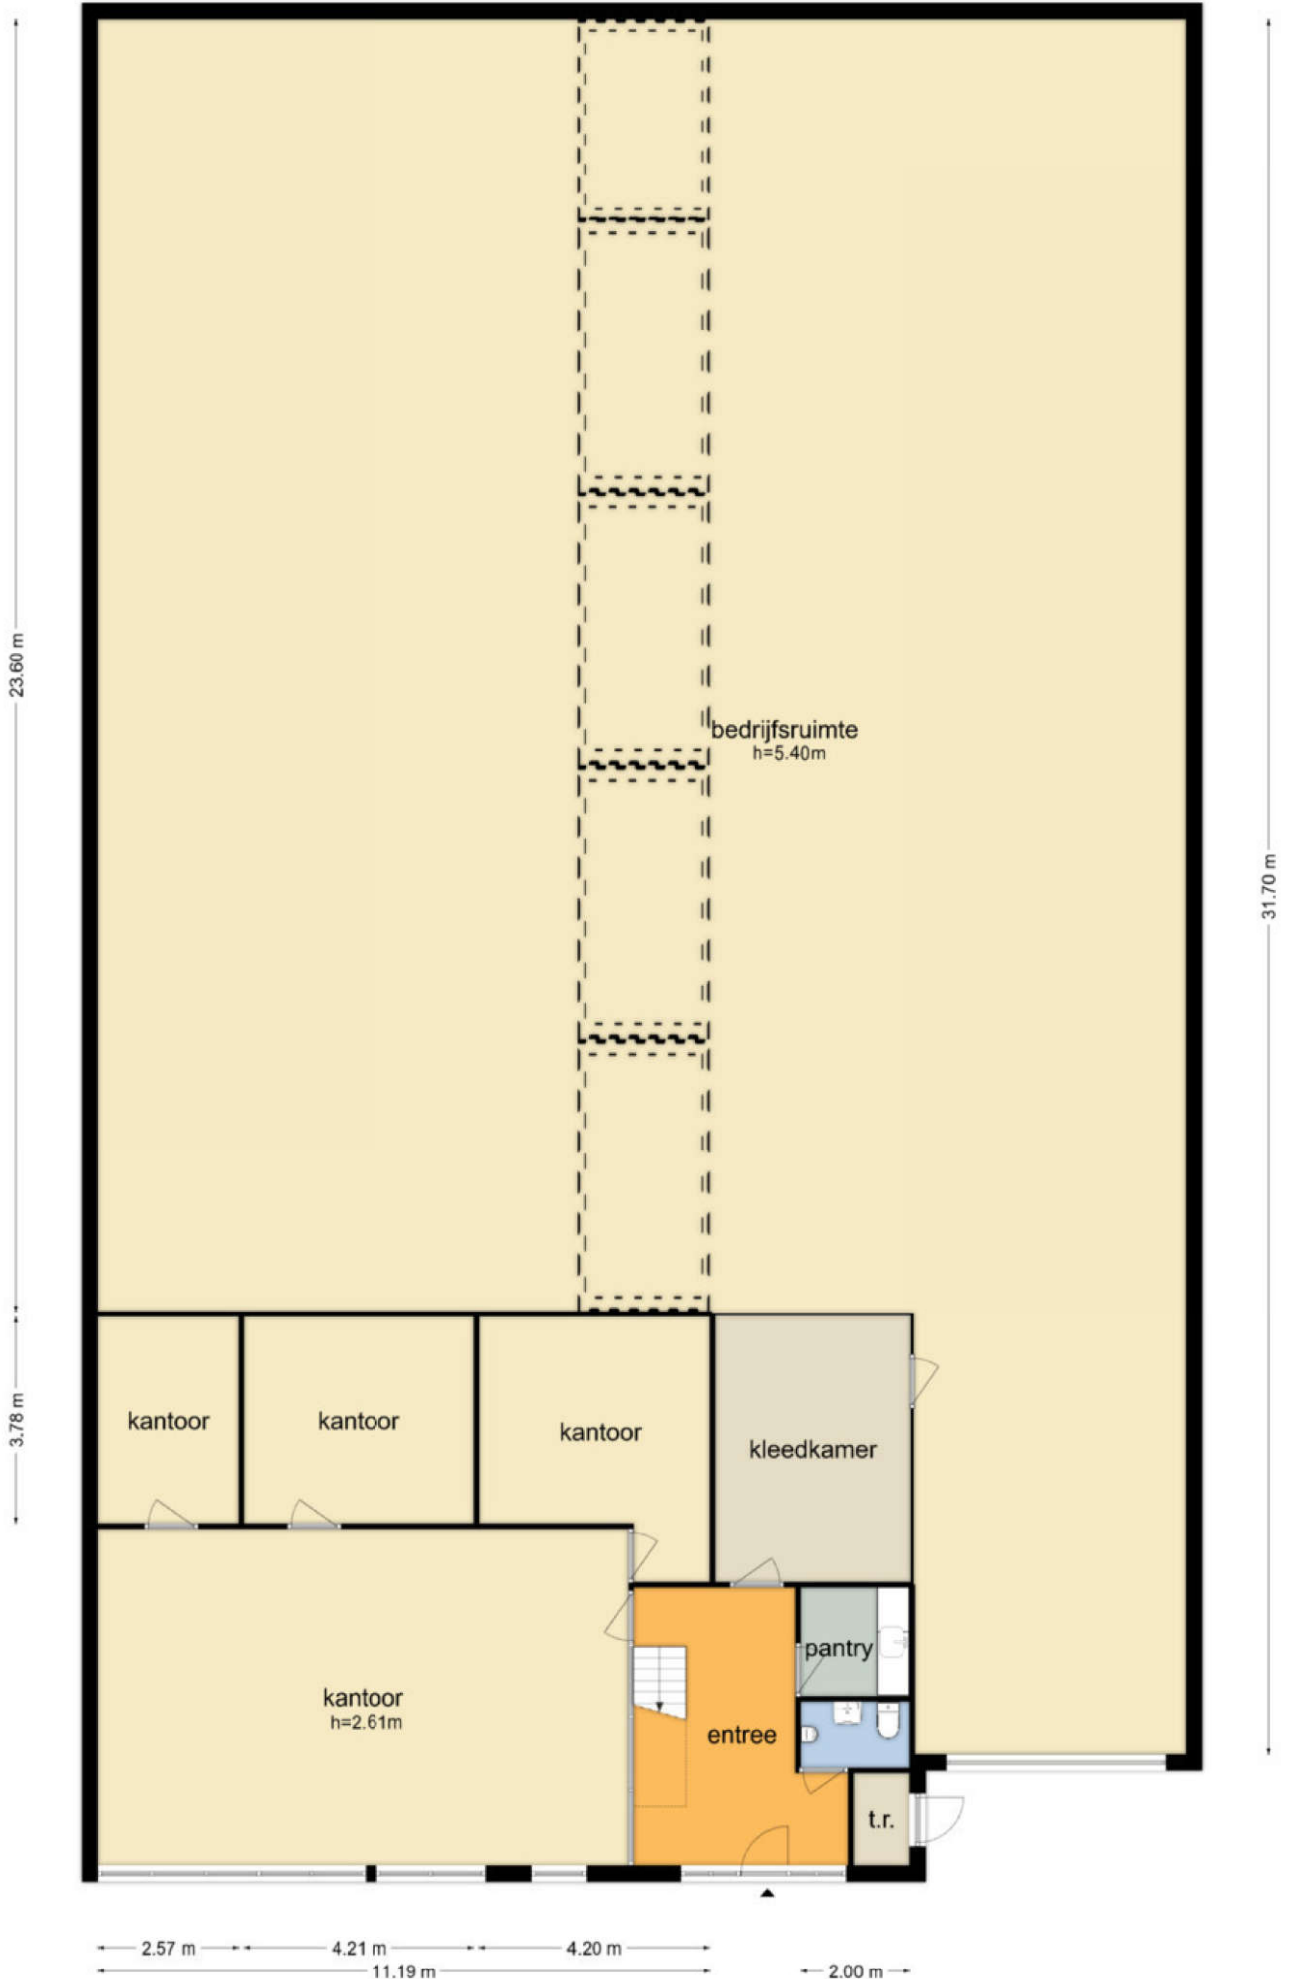 23.60 m
bedrijfsruimte
h=5.40m
31.70 m
3.78 m
kantoor
kantoor
kantoor
kleedkamer
pantry
kantoor
h=2.61m
entree
t.r.
2.57 m
4.21 m
4.20 m
11.19 m
2.00 m